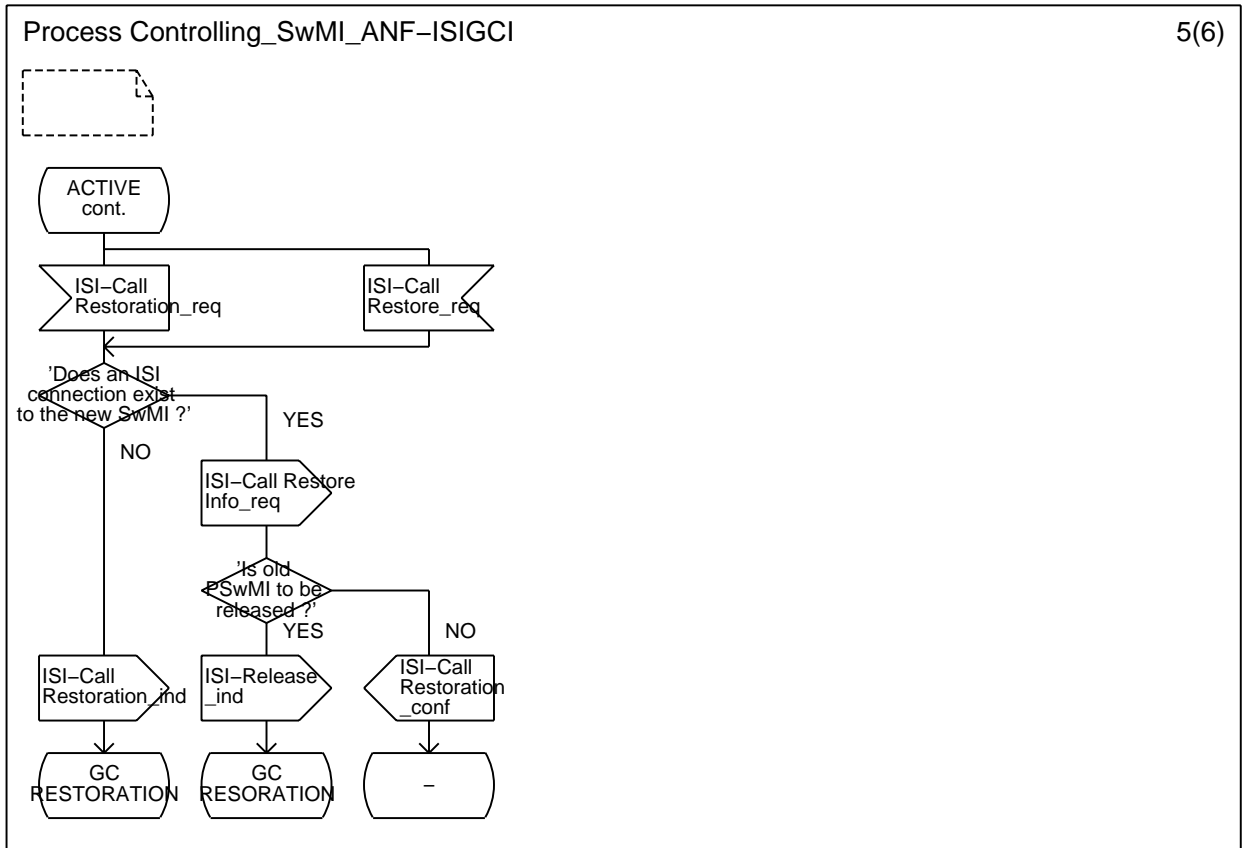 Process Controlling_SwMI_ANF−ISIGCI
5(6)
ACTIVE
cont.
ISI−Call
Restoration_req
ISI−Call
Restore_req
'Does an ISI
connection exist
to the new SwMI ?'
YES
NO
ISI−Call Restore
Info_req
'Is old
PSwMI to be
released ?'
YES
NO
ISI−Call
Restoration_ind
ISI−Release
_ind
ISI−Call
Restoration
_conf
GC
RESTORATION
GC
RESORATION
−